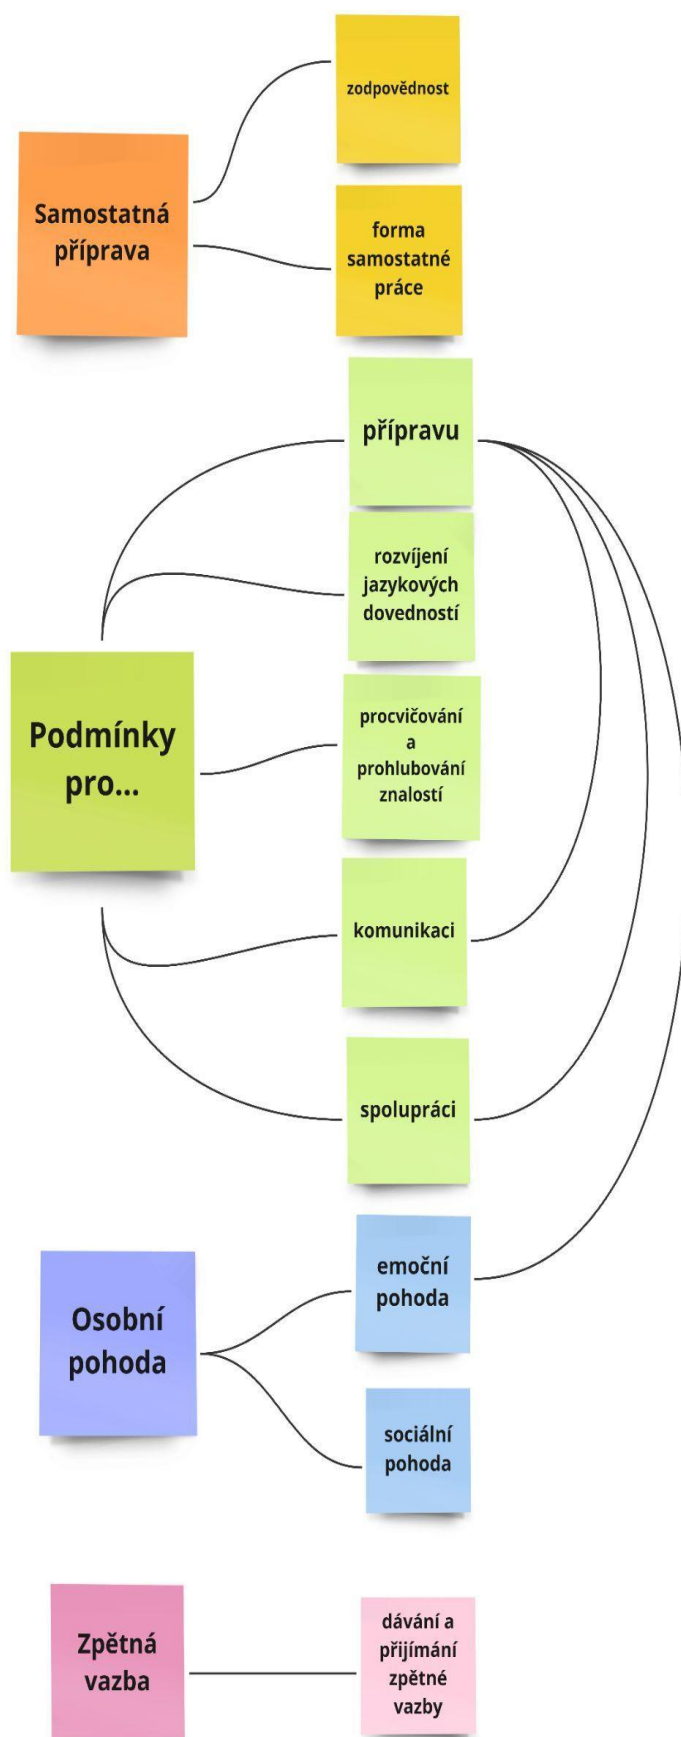 zodpovědnost
Samostatná
příprava
forma
samostatné
práce
přípravu
rozvíjení
jazykových
dovedností
Podmínky
pro...
procvičování
a
prohlubování
znalostí
komunikaci
spolupráci
Osobní
pohoda
emoční
pohoda
sociální
pohoda
Zpětná
vazba
dávání a
přijímání
zpětné
vazby